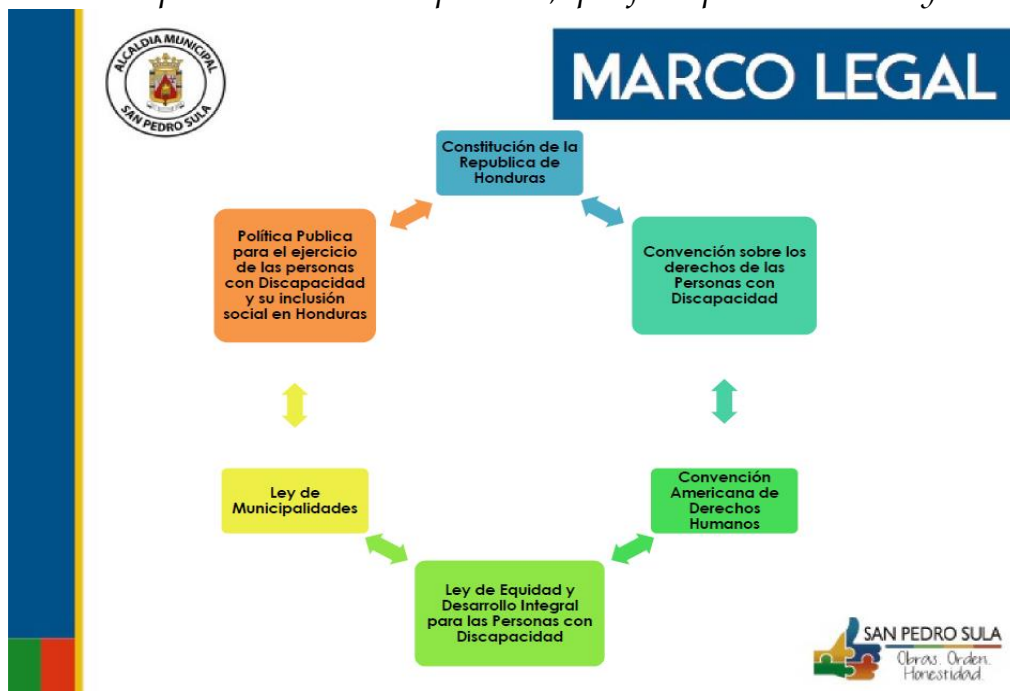 ALCALDIA MUNICIPAL
SAN PEDRO SULA
MARCO LEGAL
Constitución de la
Republica de
Honduras
Política Publica
para el ejercicio
de las personas
con Discapacidad
y su inclusión
social en Honduras
Convención sobre los
derechos de las
Personas con
Discapacidad
Ley de
Municipalidades
Convención
Americana de
Derechos
Humanos
Ley de Equidad y
Desarrollo Integral
para las Personas con
Discapacidad
SAN PEDRO SULA
Obras. Orden.
Honestidad.